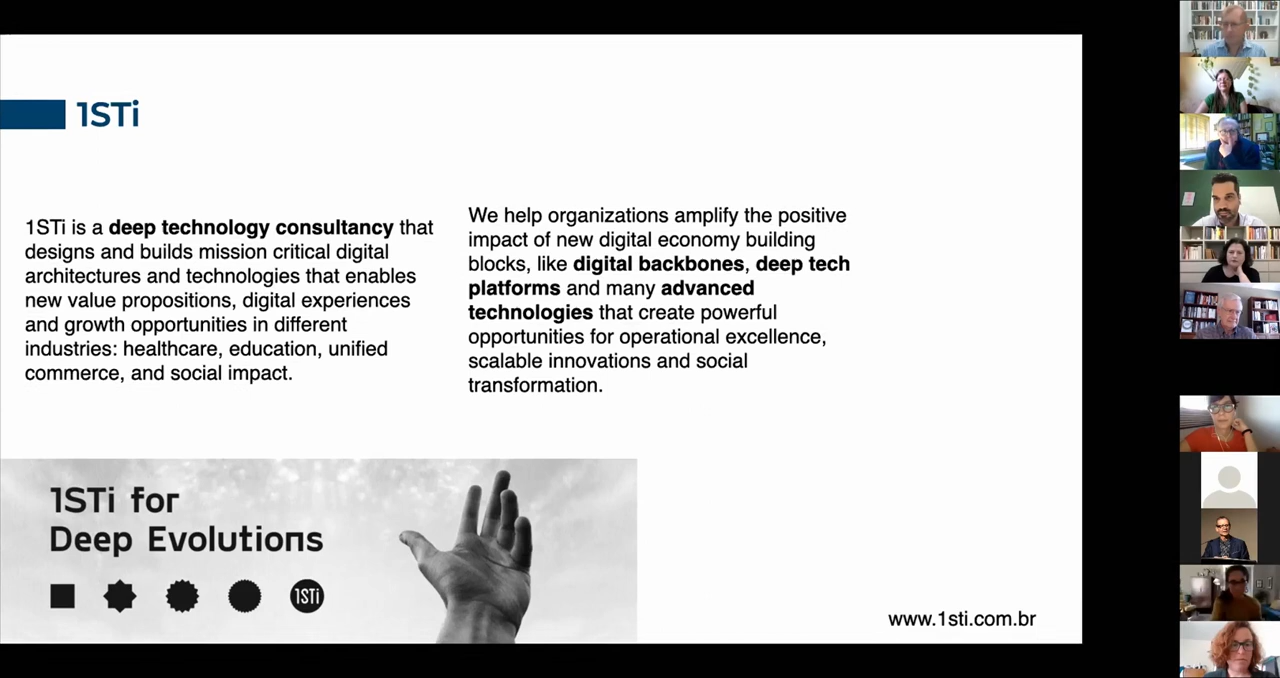 1STi
1STi is a deep technology consultancy that
designs and builds mission critical digital
architectures and technologies that enables
new value propositions, digital experiences
and growth opportunities in different
industries: healthcare, education, unified
commerce, and social impact.
We help organizations amplify the positive
impact of new digital economy building
blocks, like digital backbones, deep tech
platforms and many advanced
technologies that create powerful
opportunities for operational excellence,
scalable innovations and social
transformation.
1STi for
Deep Evolutions
1STi
www.1sti.com.br